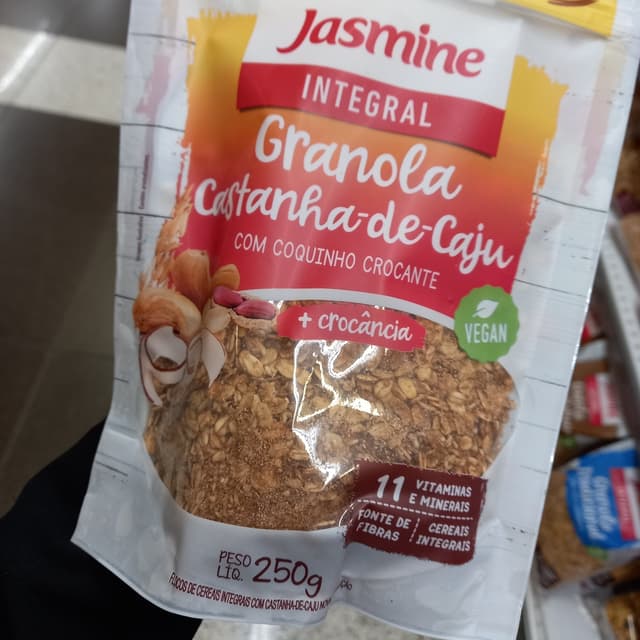 Jasmine
INTEGRAL
Granola
Castanha-de-Caju
COM COQUINHO CROCANTE
+ crocância
VEGAN
11 VITAMINAS
E MINERAIS
FONTE DE
FIBRAS
CEREAIS
INTEGRAIS
PESO
LÍQ. 250g
FLOCOS DE CEREAIS INTEGRAIS COM CASTANHA-DE-CAJU